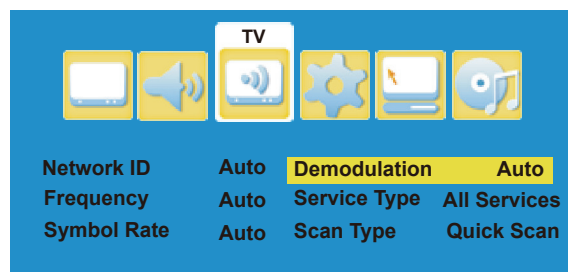 TV
Network ID Auto Demodulation Auto
Frequency Auto Service Type All Services
Symbol Rate Auto Scan Type Quick Scan